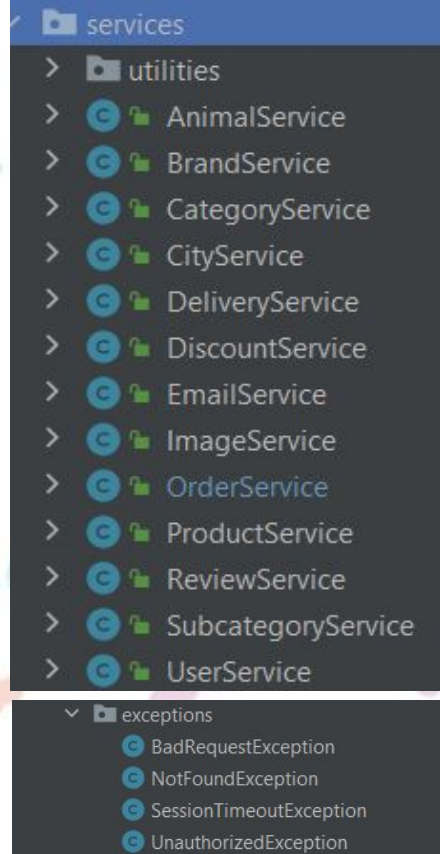 services
utilities
AnimalService
BrandService
CategoryService
CityService
DeliveryService
DiscountService
EmailService
ImageService
OrderService
ProductService
ReviewService
SubcategoryService
UserService
exceptions
BadRequestException
NotFoundException
SessionTimeoutException
UnauthorizedException